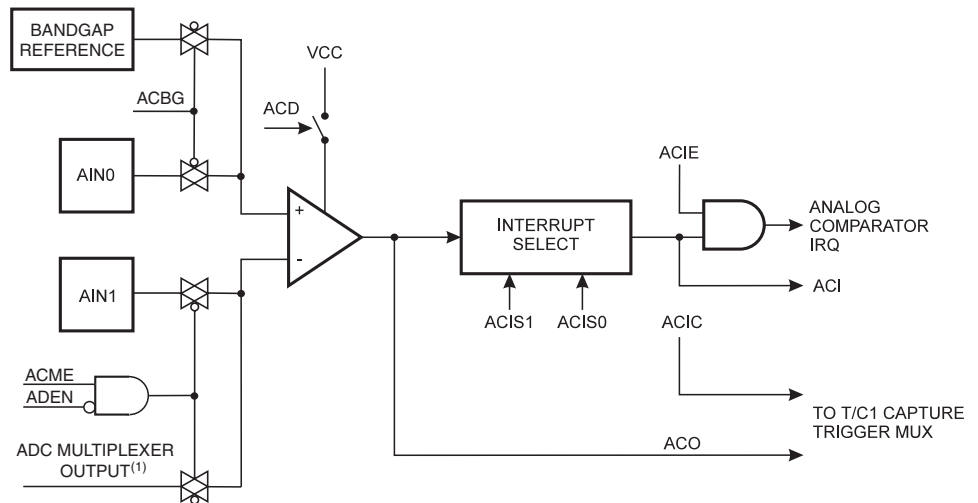 BANDGAP
REFERENCE
VCC
ACBG
ACD
AIN0
ACIE
+
-
INTERRUPT
SELECT
ANALOG
COMPARATOR
IRQ
AIN1
ACI
ACIS1
ACIS0
ACIC
ACME
ADEN
TO T/C1 CAPTURE
TRIGGER MUX
ADC MULTIPLEXER
OUTPUT(1)
ACO